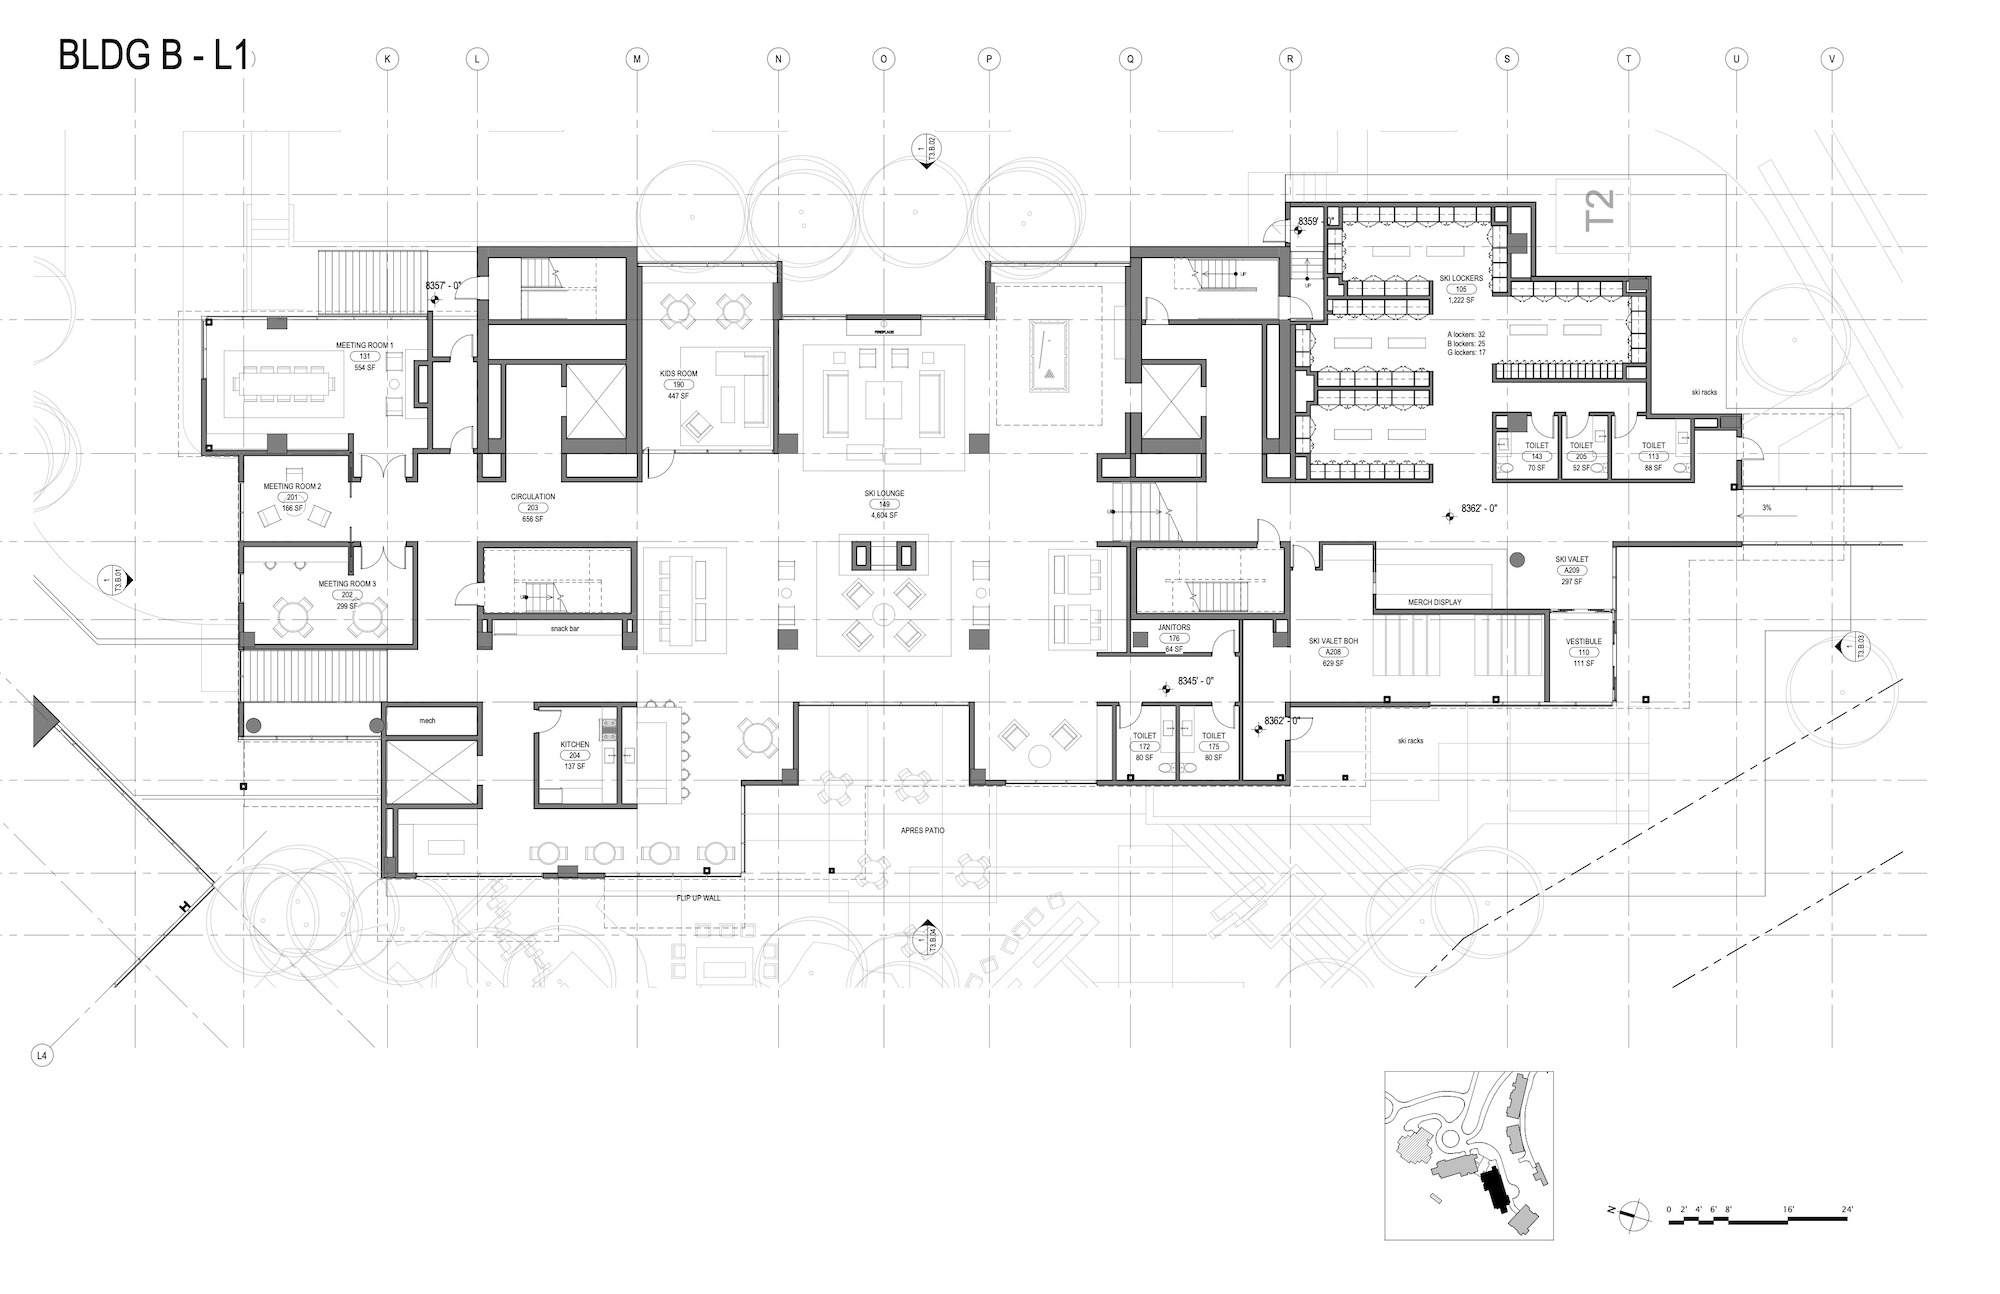 BLDG B - L1
K
L
M
N
O
P
Q
R
S
T
U
V
1
T3.B.02
T2
8359' - 0"
8357' - 0"
UP
UP
SKI LOCKERS
105
1,222 SF
A lockers: 32
B lockers: 25
G lockers: 17
FIREPLACE
MEETING ROOM 1
131
554 SF
KIDS ROOM
190
447 SF
ski racks
TOILET
143
70 SF
TOILET
205
52 SF
TOILET
113
88 SF
MEETING ROOM 2
201
166 SF
CIRCULATION
203
656 SF
SKI LOUNGE
149
4,604 SF
8362' - 0"
3%
1
T3.B.01
MEETING ROOM 3
202
299 SF
SKI VALET
A209
297 SF
MERCH DISPLAY
snack bar
JANITORS
176
64 SF
SKI VALET BOH
A208
629 SF
VESTIBULE
110
111 SF
1
T3.B.03
8345' - 0"
mech
KITCHEN
204
137 SF
TOILET
172
80 SF
TOILET
175
80 SF
8362' - 0"
ski racks
APRES PATIO
FLIP UP WALL
H
1
T3.B.04
L4
N
0 2' 4' 6' 8' 16' 24'